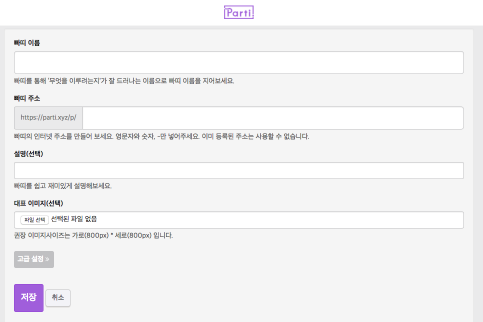 Parti
빠띠 이름
빠띠를 통해 '무엇을 이루려는지'가 잘 드러나는 이름으로 빠띠 이름을 지어보세요.
빠띠 주소
https://parti.xyz/p/
빠띠의 인터넷 주소를 만들어 보세요. 영문자와 숫자, -만 넣어주세요. 이미 등록된 주소는 사용할 수 없습니다.
설명(선택)
빠띠를 쉽고 재미있게 설명해보세요.
대표 이미지(선택)
파일 선택 선택된 파일 없음
권장 이미지사이즈는 가로(800px) * 세로(800px) 입니다.
고급 설정 >
저장 취소